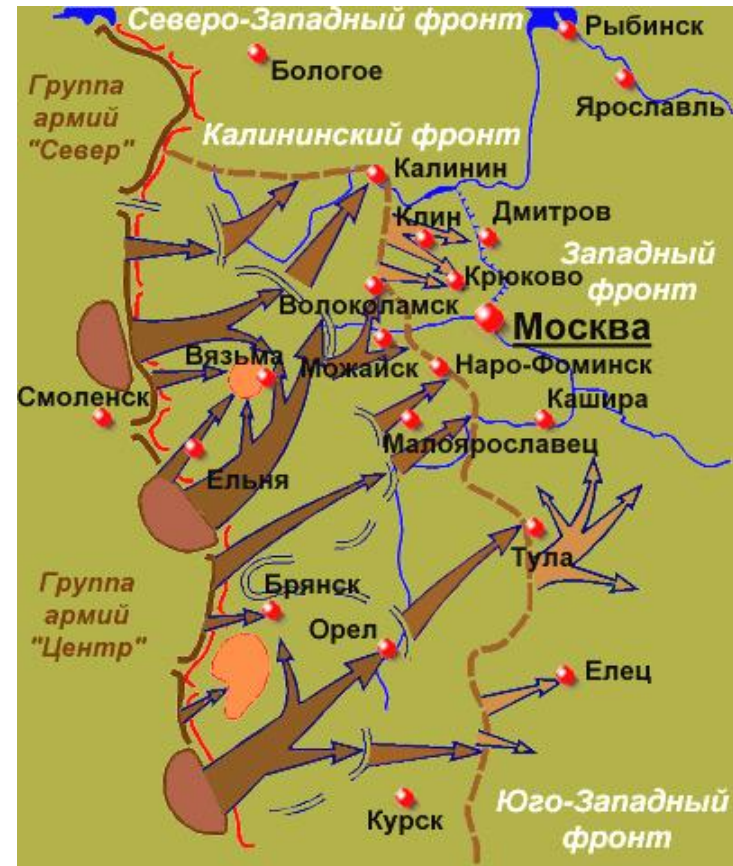 Северо-Западный фронт
Рыбинск
Бологое
Ярославль
Группа
армий
"Север"
Калининский фронт
Калинин
Клин
Дмитров
Западный
фронт
Крюково
Волоколамск
Москва
Вязьма
Можайск
Наро-Фоминск
Смоленск
Кашира
Малоярославец
Ельня
Тула
Группа
армий
"Центр"
Брянск
Орел
Елец
Курск
Юго-Западный
фронт